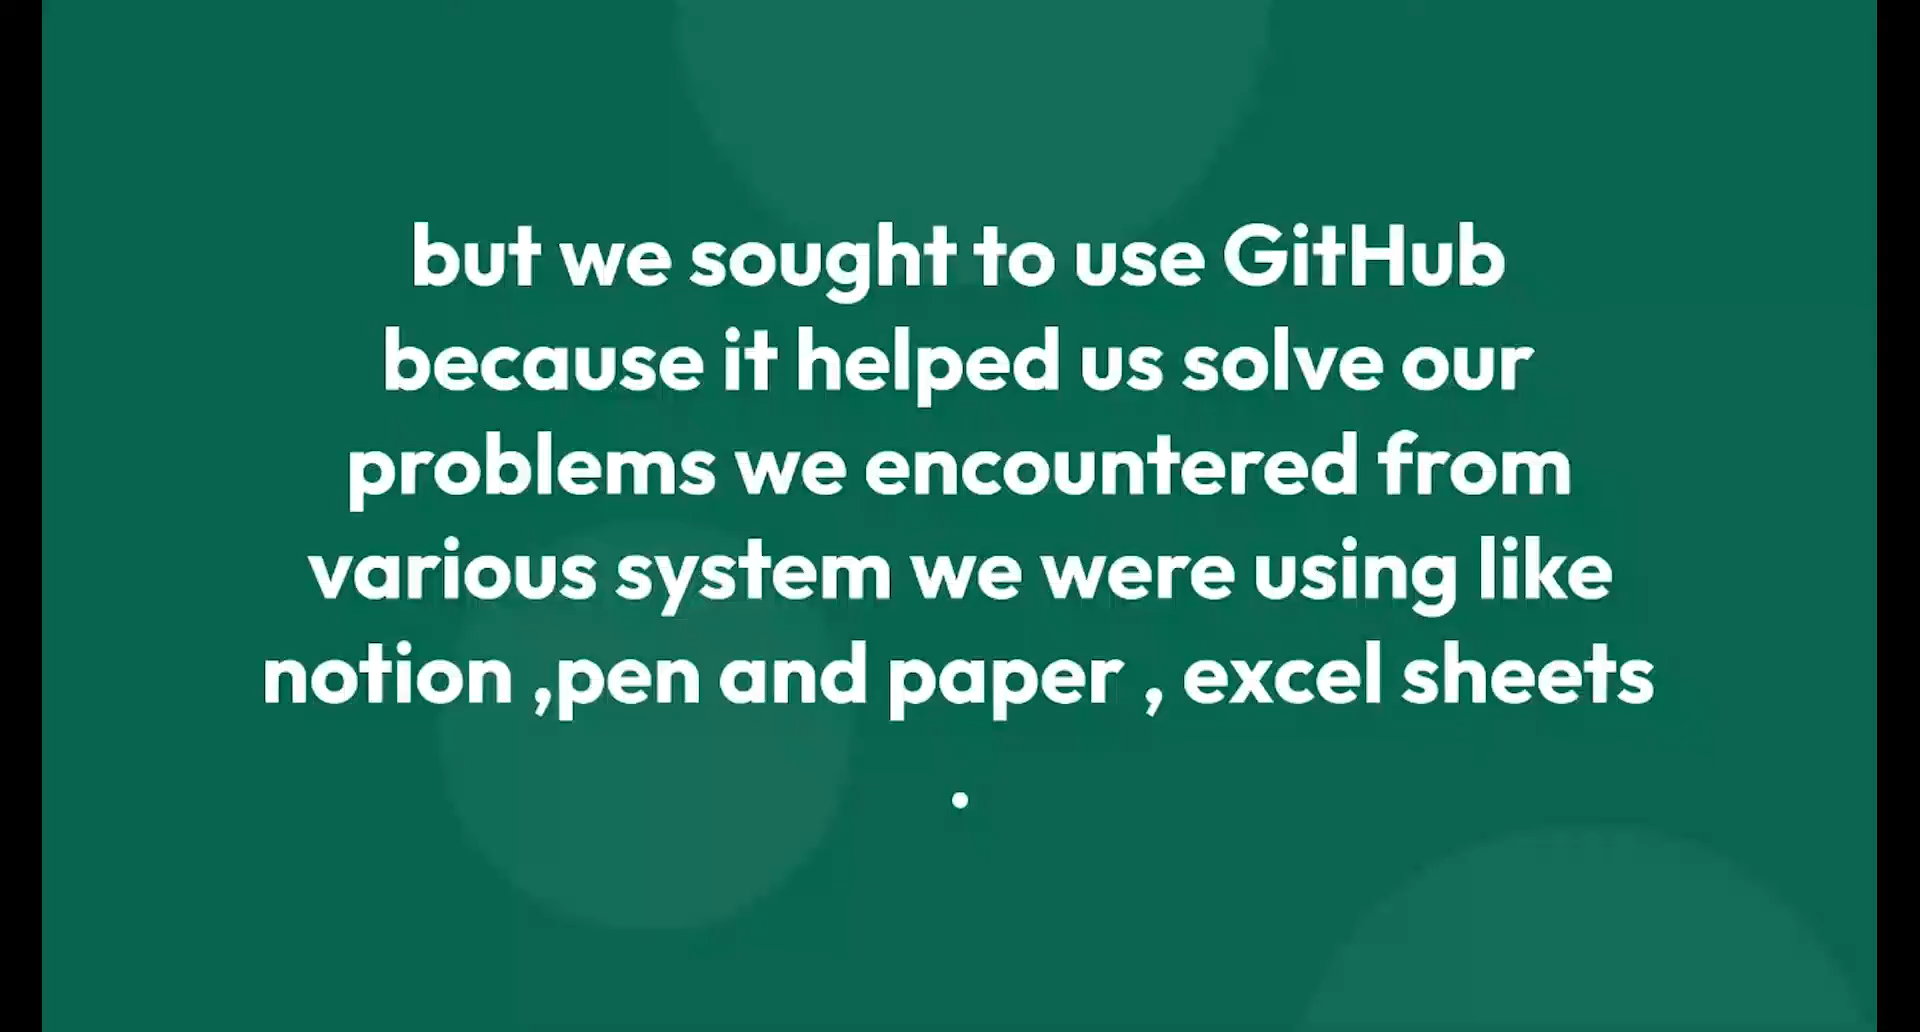 but we sought to use GitHub
because it helped us solve our
problems we encountered from
various system we were using like
notion ,pen and paper , excel sheets
.